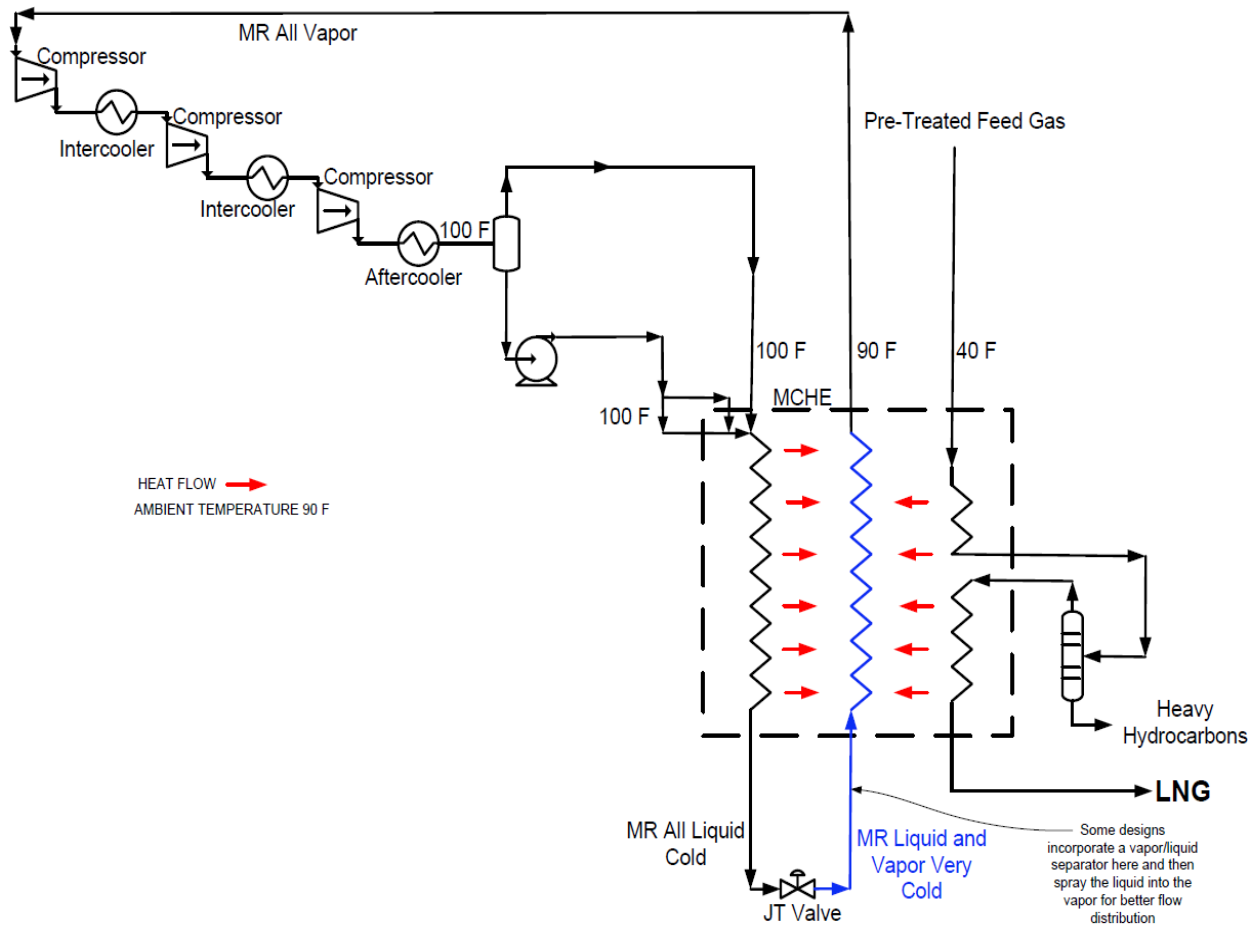 MR All Vapor
Compressor
Intercooler
Compressor
Intercooler
Compressor
100 F
Aftercooler
Pre-Treated Feed Gas
100 F
90 F
40 F
MCHE
100 F
HEAT FLOW
AMBIENT TEMPERATURE 90 F
Heavy
Hydrocarbons
LNG
MR All Liquid
Cold
MR Liquid and
Vapor Very
Cold
JT Valve
Some designs
incorporate a vapor/liquid
separator here and then
spray the liquid into the
vapor for better flow
distribution